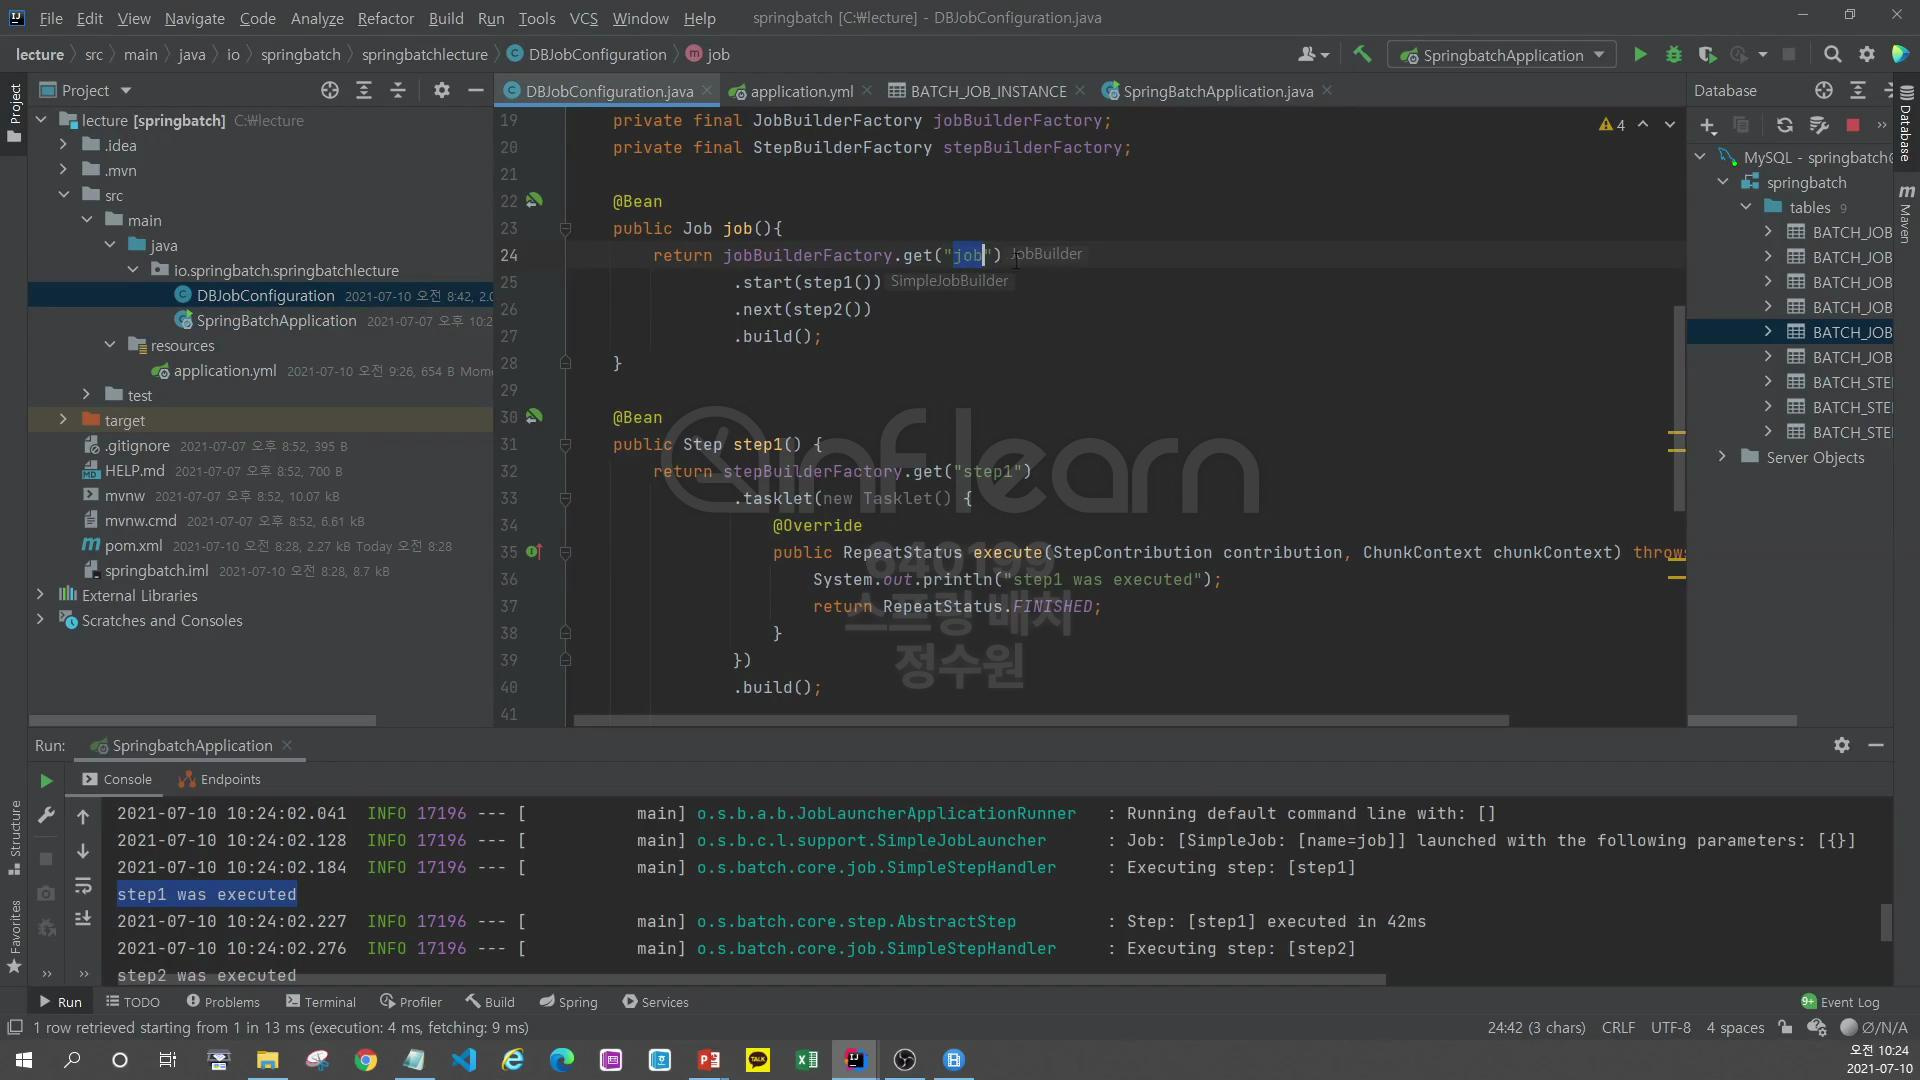 File Edit View Navigate Code Analyze Refactor Build Run Tools VCS Window Help springbatch [C:₩lecture] - DBJobConfiguration.java
lecture src main java io springbatch springbatchlecture DBJobConfiguration job SpringbatchApplication
Project
Project
DBJobConfiguration.java application.yml BATCH_JOB_INSTANCE SpringBatchApplication.java
Database
Database
Maven
lecture [springbatch] C:₩lecture
.idea
.mvn
src
main
java
io.springbatch.springbatchlecture
DBJobConfiguration 2021-07-10 오전 8:42, 2.0
SpringBatchApplication 2021-07-07 오후 10:2
resources
application.yml 2021-07-10 오전 9:26, 654 B Mome
test
target
.gitignore 2021-07-07 오후 8:52, 395 B
HELP.md 2021-07-07 오후 8:52, 700 B
mvnw 2021-07-07 오후 8:52, 10.07 kB
mvnw.cmd 2021-07-07 오후 8:52, 6.61 kB
pom.xml 2021-07-10 오전 8:28, 2.27 kB Today 오전 8:28
springbatch.iml 2021-07-10 오전 8:28, 8.7 kB
External Libraries
Scratches and Consoles
19 private final JobBuilderFactory jobBuilderFactory;
20 private final StepBuilderFactory stepBuilderFactory;
21
22 @Bean
23 public Job job(){
24 return jobBuilderFactory.get("job") JobBuilder
25 .start(step1()) SimpleJobBuilder
26 .next(step2())
27 .build();
28 }
29
30 @Bean
31 public Step step1() {
32 return stepBuilderFactory.get("step1")
33 .tasklet(new Tasklet() {
34 @Override
35 public RepeatStatus execute(StepContribution contribution, ChunkContext chunkContext) throws
36 System.out.println("step1 was executed");
37 return RepeatStatus.FINISHED;
38 }
39 })
40 .build();
41
4
inflearn
640199
스프링 배치
정수원
MySQL - springbatch@
springbatch
tables 9
BATCH_JOB
BATCH_JOB
BATCH_JOB
BATCH_JOB
BATCH_JOB
BATCH_JOB
BATCH_STE
BATCH_STE
BATCH_STE
Server Objects
Run: SpringbatchApplication
Console Endpoints
Structure
Favorites
2021-07-10 10:24:02.041 INFO 17196 --- [ main] o.s.b.a.b.JobLauncherApplicationRunner : Running default command line with: []
2021-07-10 10:24:02.128 INFO 17196 --- [ main] o.s.b.c.l.support.SimpleJobLauncher : Job: [SimpleJob: [name=job]] launched with the following parameters: [{}]
2021-07-10 10:24:02.184 INFO 17196 --- [ main] o.s.batch.core.job.SimpleStepHandler : Executing step: [step1]
step1 was executed
2021-07-10 10:24:02.227 INFO 17196 --- [ main] o.s.batch.core.step.AbstractStep : Step: [step1] executed in 42ms
2021-07-10 10:24:02.276 INFO 17196 --- [ main] o.s.batch.core.job.SimpleStepHandler : Executing step: [step2]
step2 was executed
Run TODO Problems Terminal Profiler Build Spring Services 9+ Event Log
1 row retrieved starting from 1 in 13 ms (execution: 4 ms, fetching: 9 ms) 24:42 (3 chars) CRLF UTF-8 4 spaces Ø/N/A
TALK
오전 10:24
2021-07-10